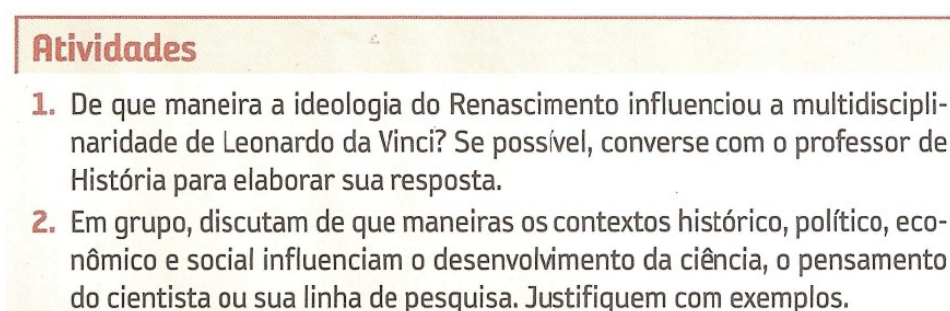 Atividades
1. De que maneira a ideologia do Renascimento influenciou a multidiscipli-
naridade de Leonardo da Vinci? Se possível, converse com o professor de
História para elaborar sua resposta.
2. Em grupo, discutam de que maneiras os contextos histórico, político, eco-
nômico e social influenciam o desenvolvimento da ciência, o pensamento
do cientista ou sua linha de pesquisa. Justifiquem com exemplos.